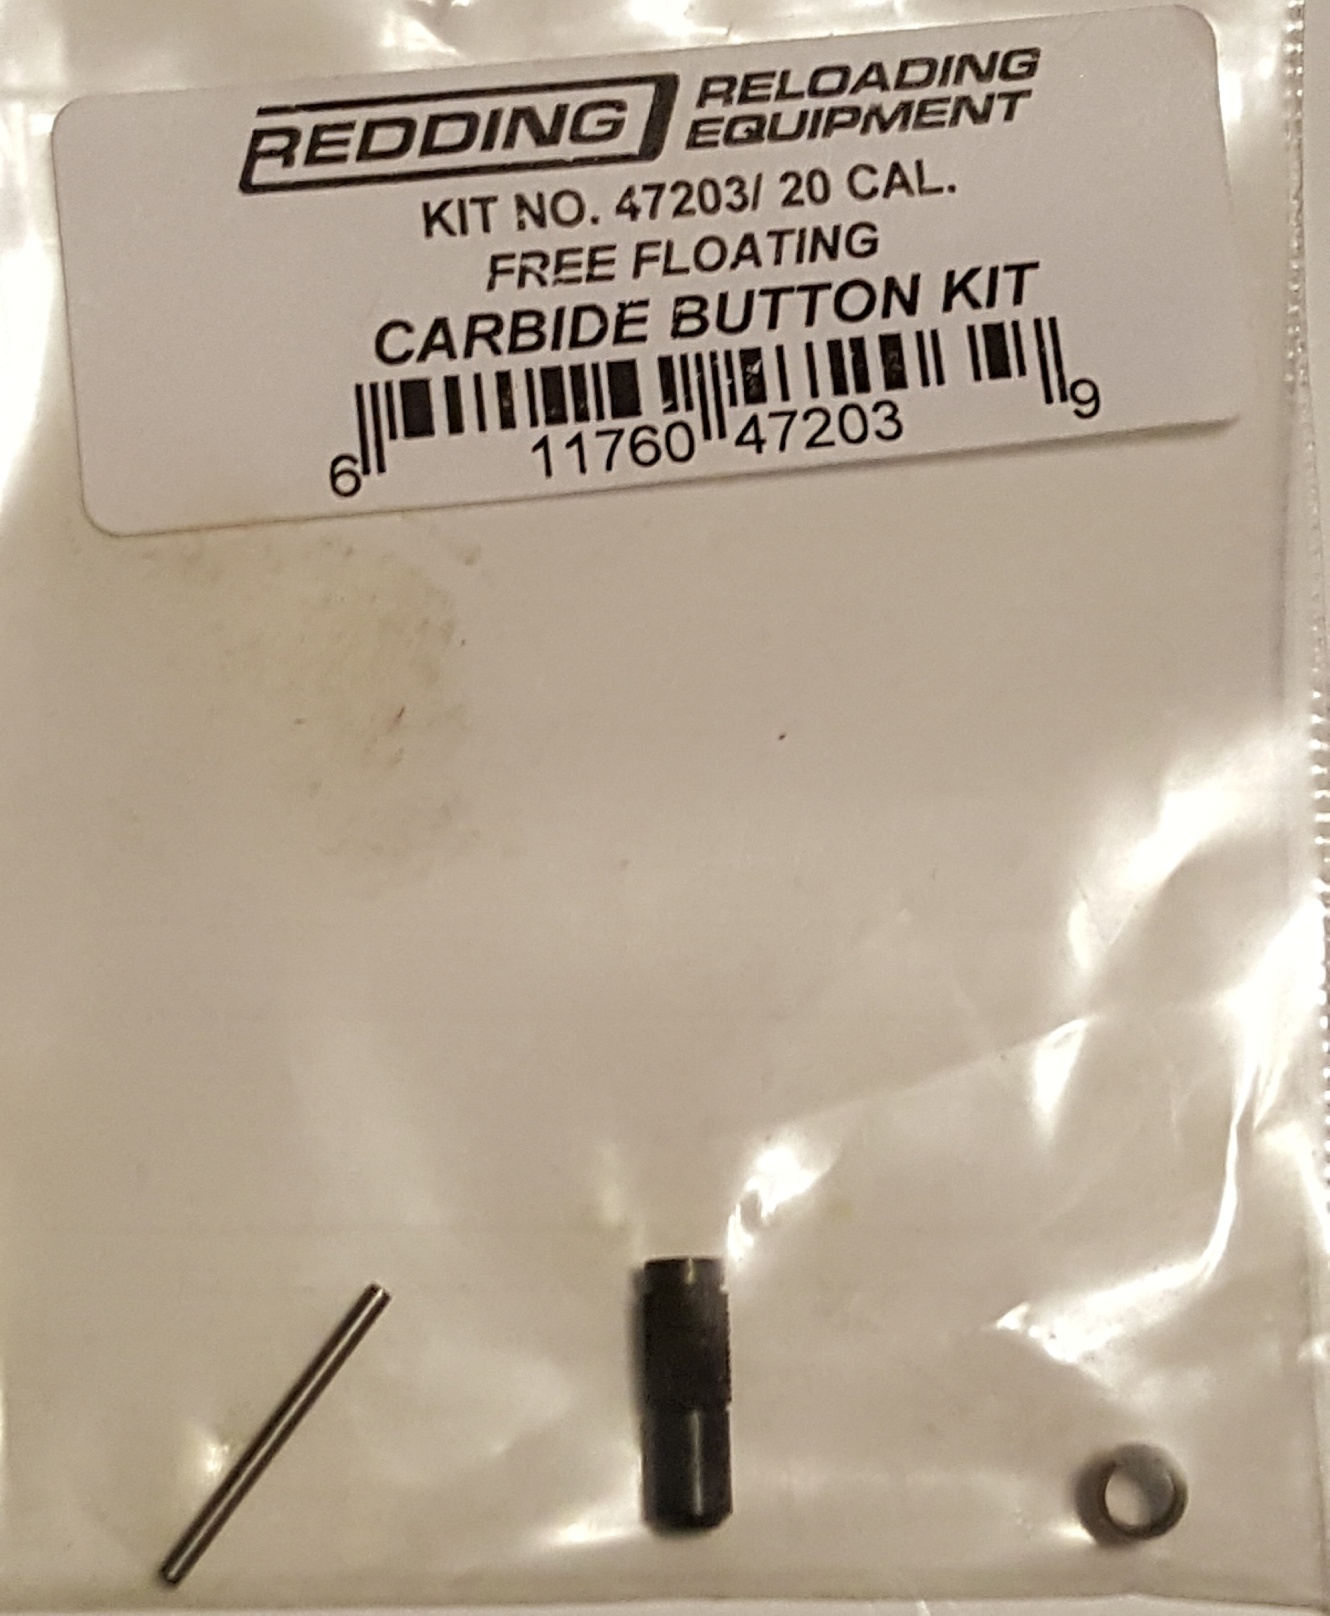 REDDING RELOADING EQUIPMENT
KIT NO. 47203/ 20 CAL.
FREE FLOATING
CARBIDE BUTTON KIT
6 11760 47203 9